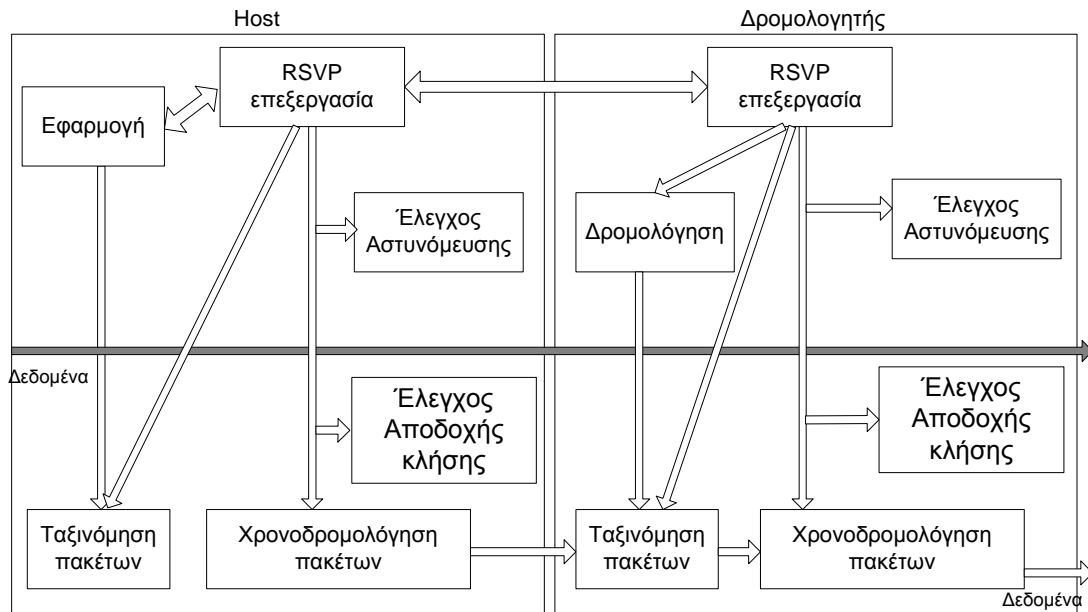 Host
Δρομολογητής
RSVP
επεξεργασία
RSVP
επεξεργασία
Εφαρμογή
Έλεγχος
Αστυνόμευσης
Δρομολόγηση
Έλεγχος
Αστυνόμευσης
Δεδομένα
Έλεγχος
Αποδοχής
κλήσης
Έλεγχος
Αποδοχής
κλήσης
Ταξινόμηση
πακέτων
Χρονοδρομολόγηση
πακέτων
Ταξινόμηση
πακέτων
Χρονοδρομολόγηση
πακέτων
Δεδομένα